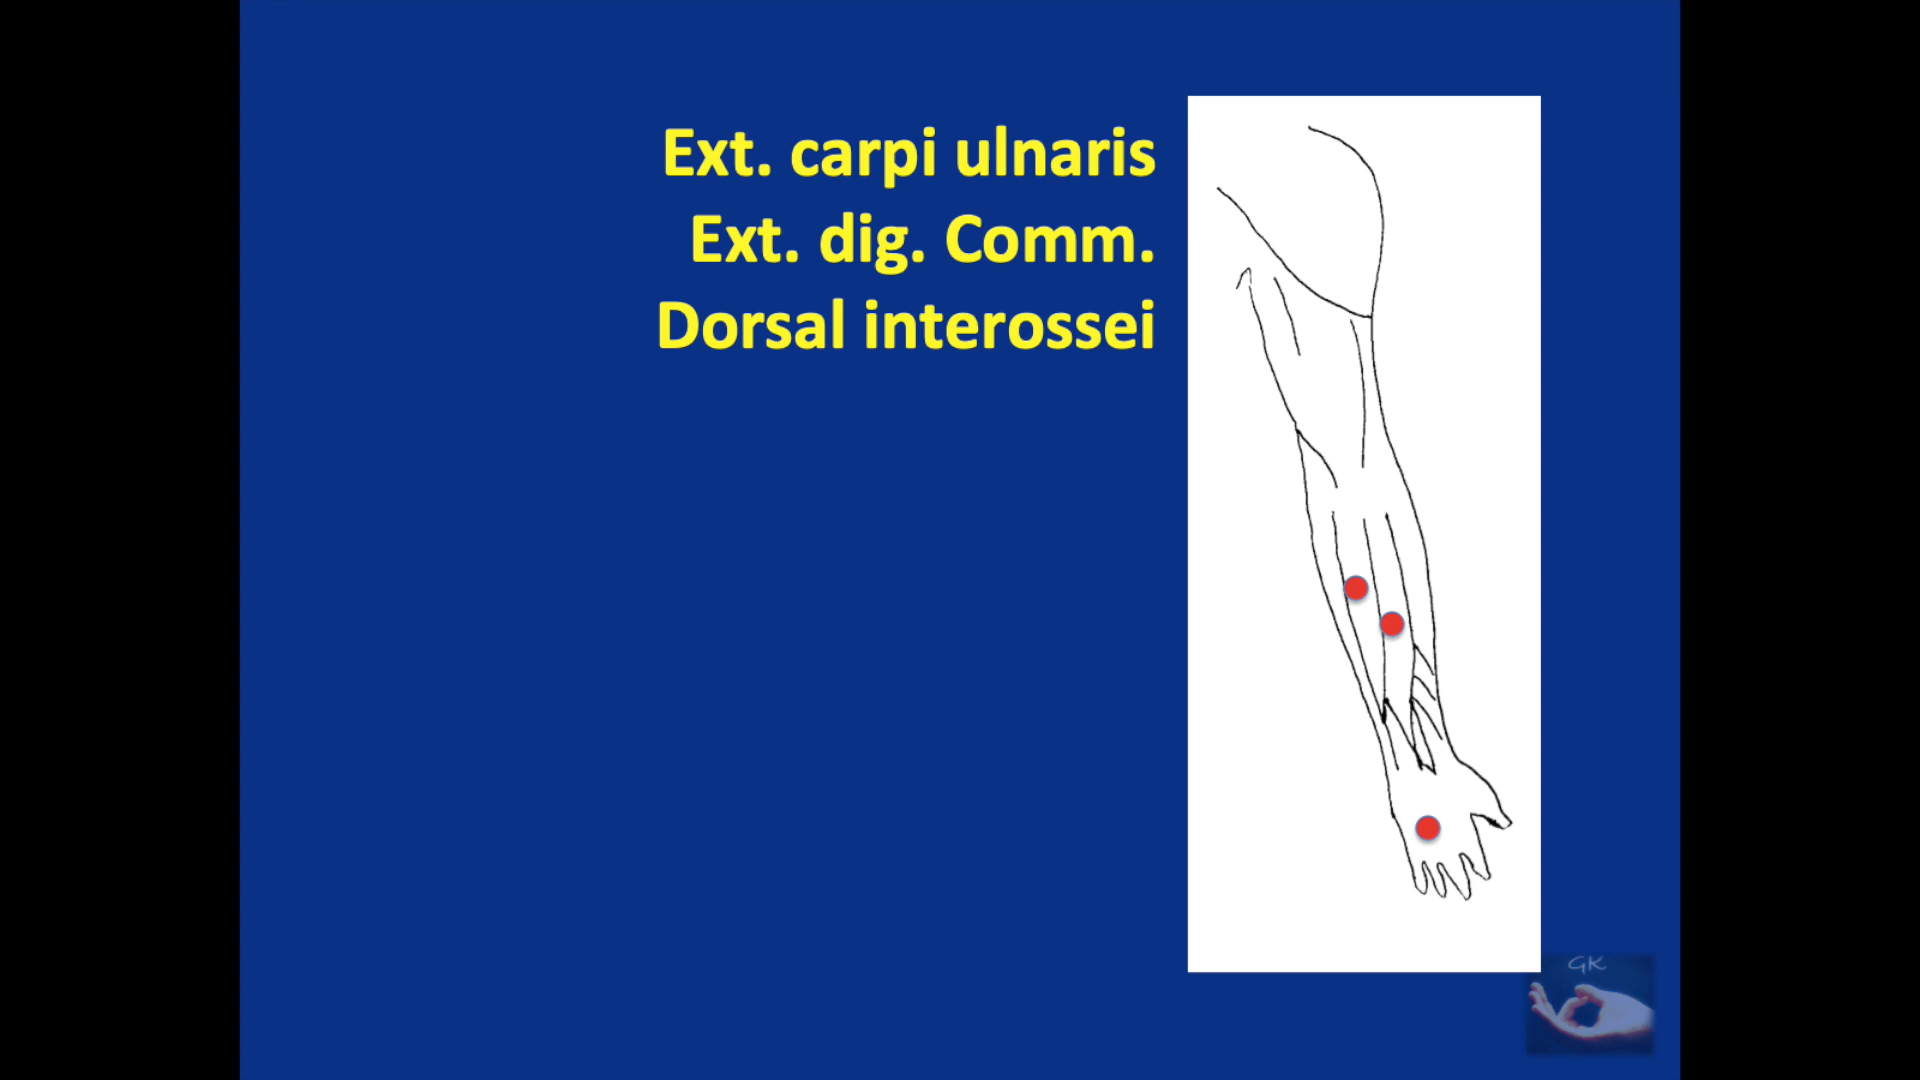 Ext. carpi ulnaris
Ext. dig. Comm.
Dorsal interossei
GK